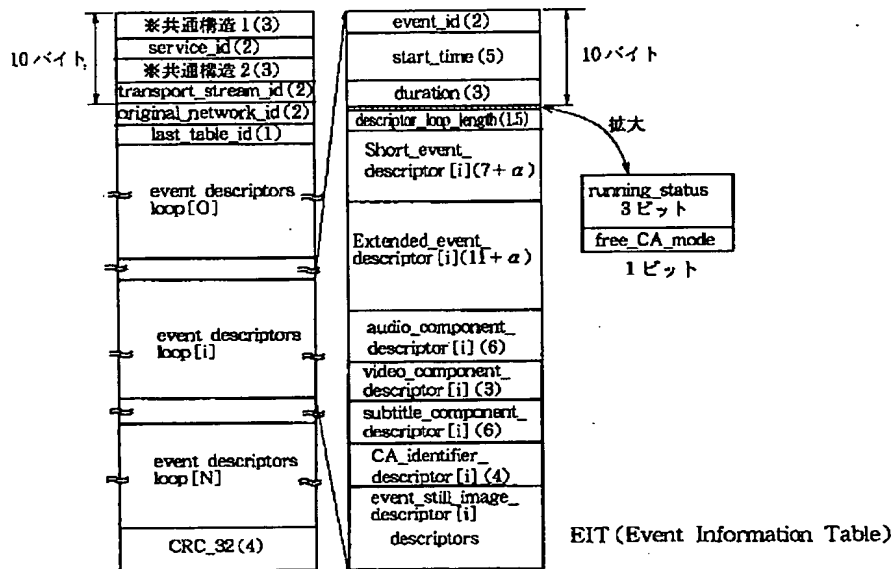 10バイト
※共通構造1(3)
service_id(2)
※共通構造2(3)
transport_stream_id(2)
original_network_id(2)
last_table_id(1)
event descriptors
loop[0]
event descriptors
loop[i]
event descriptors
loop[N]
CRC_32(4)
event_id(2)
start_time(5)
duration(3)
10バイト
descriptor_loop_length(1.5)
Short_event_
descriptor[i](7+α)
Extended_event_
descriptor[i](11+α)
audio_component_
descriptor[i](6)
video_component_
descriptor[i](3)
subtitle_component_
descriptor[i](6)
CA_identifier_
descriptor[i](4)
event_still_image_
descriptor[i]
descriptors
拡大
running_status
3ビット
free_CA_mode
1ビット
EIT(Event Information Table)